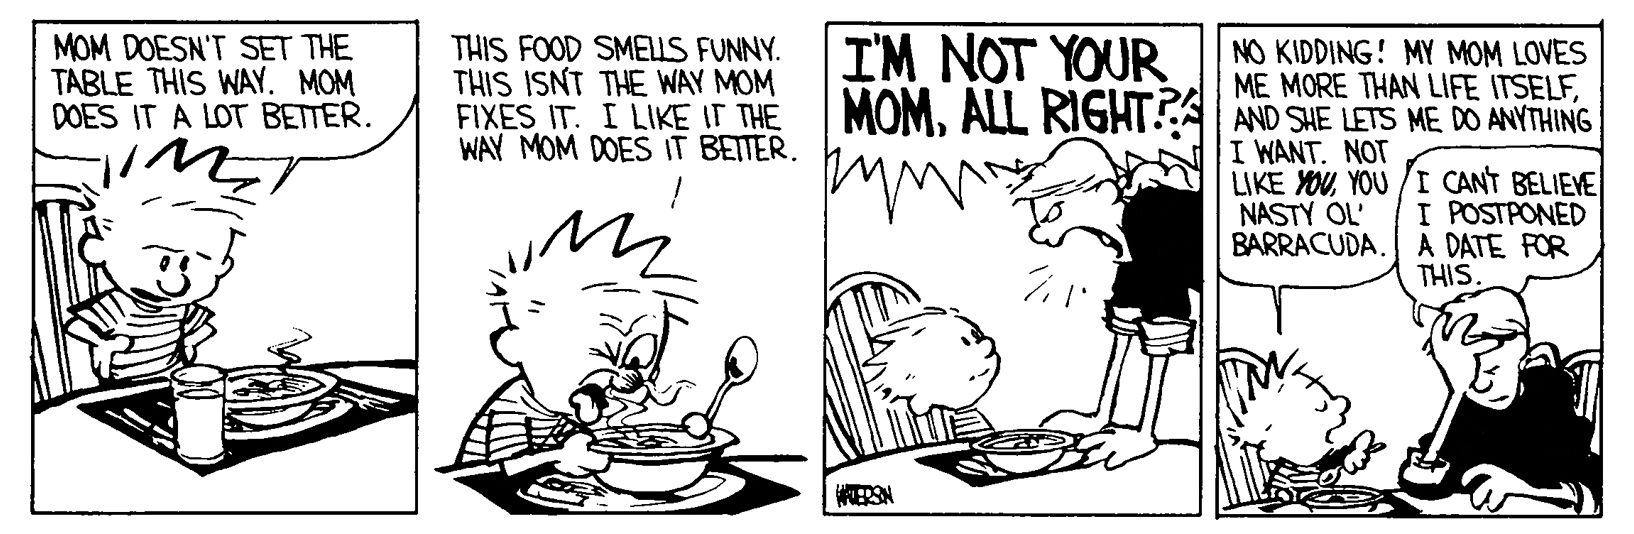 MOM DOESN'T SET THE
TABLE THIS WAY. MOM
DOES IT A LOT BETTER.
THIS FOOD SMELLS FUNNY.
THIS ISN'T THE WAY MOM
FIXES IT. I LIKE IT THE
WAY MOM DOES IT BETTER.
I'M NOT YOUR
MOM, ALL RIGHT?!?
WATTERSON
NO KIDDING! MY MOM LOVES
ME MORE THAN LIFE ITSELF,
AND SHE LETS ME DO ANYTHING
I WANT. NOT
LIKE YOU, YOU
NASTY OL'
BARRACUDA.
I CAN'T BELIEVE
I POSTPONED
A DATE FOR
THIS.